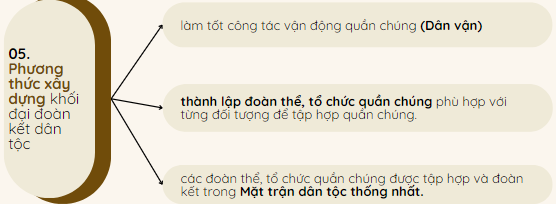 05.
Phương
thức xây
dựng khối
đại đoàn
kết dân
tộc
làm tốt công tác vận động quần chúng (Dân vận)
thành lập đoàn thể, tổ chức quần chúng phù hợp với
từng đối tượng để tập hợp quần chúng.
các đoàn thể, tổ chức quần chúng được tập hợp và đoàn
kết trong Mặt trận dân tộc thống nhất.